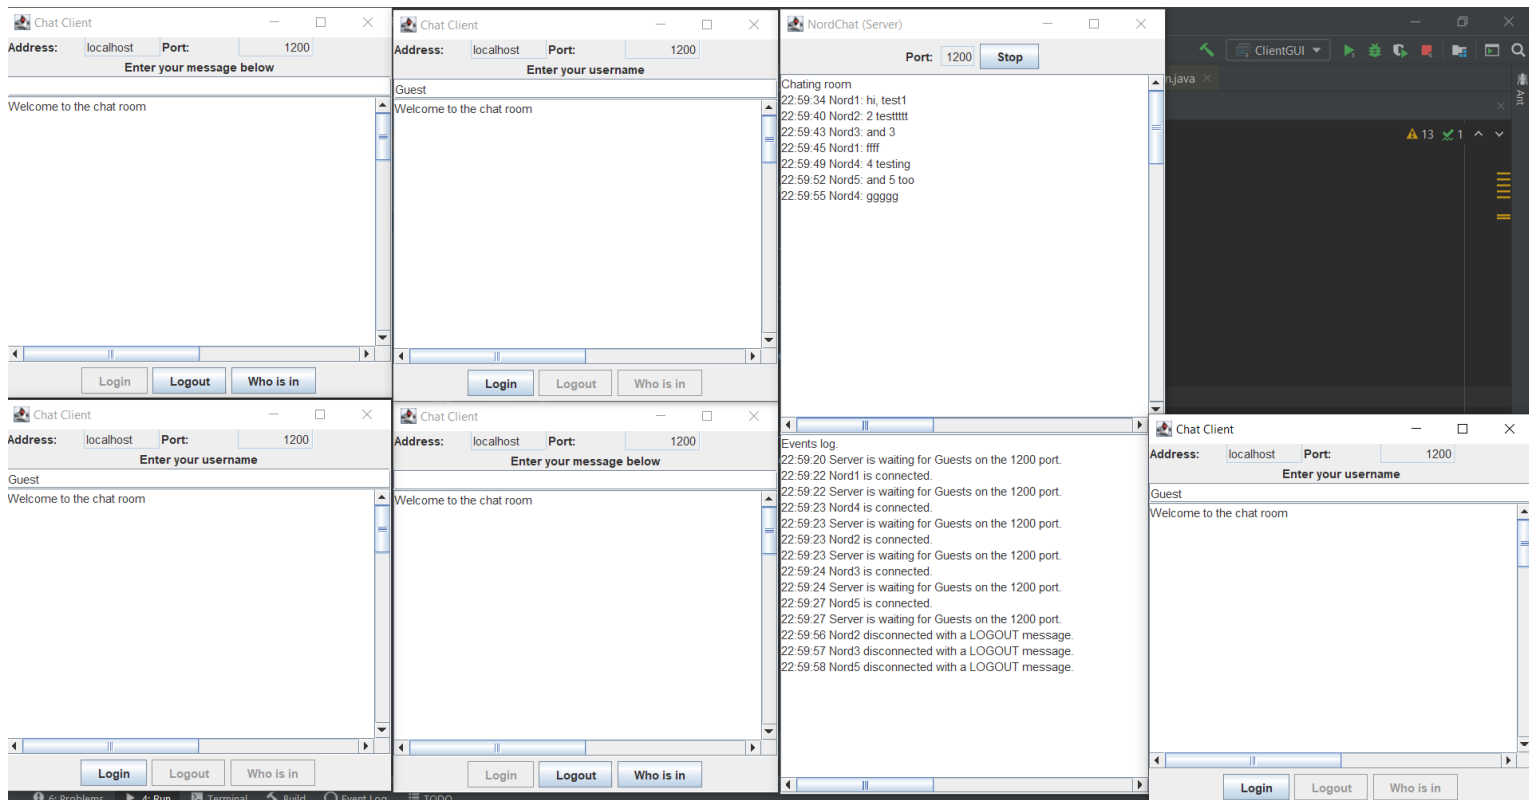 Chat Client
Address: localhost Port: 1200
Enter your message below
Welcome to the chat room
Login Logout Who is in
Chat Client
Address: localhost Port: 1200
Enter your username
Guest
Welcome to the chat room
Login Logout Who is in
NordChat (Server)
Port: 1200 Stop
Chating room
22:59:34 Nord1: hi, test1
22:59:40 Nord2: 2 testtttt
22:59:43 Nord3: and 3
22:59:45 Nord1: ffff
22:59:49 Nord4: 4 testing
22:59:52 Nord5: and 5 too
22:59:55 Nord4: ggggg
Events log.
22:59:20 Server is waiting for Guests on the 1200 port.
22:59:22 Nord1 is connected.
22:59:22 Server is waiting for Guests on the 1200 port.
22:59:23 Nord4 is connected.
22:59:23 Server is waiting for Guests on the 1200 port.
22:59:23 Nord2 is connected.
22:59:23 Server is waiting for Guests on the 1200 port.
22:59:24 Nord3 is connected.
22:59:24 Server is waiting for Guests on the 1200 port.
22:59:27 Nord5 is connected.
22:59:27 Server is waiting for Guests on the 1200 port.
22:59:56 Nord2 disconnected with a LOGOUT message.
22:59:57 Nord3 disconnected with a LOGOUT message.
22:59:58 Nord5 disconnected with a LOGOUT message.
ClientGUI
n.java
Ant
13 1
Chat Client
Address: localhost Port: 1200
Enter your username
Guest
Welcome to the chat room
Login Logout Who is in
Chat Client
Address: localhost Port: 1200
Enter your message below
Welcome to the chat room
Login Logout Who is in
Chat Client
Address: localhost Port: 1200
Enter your username
Guest
Welcome to the chat room
Login Logout Who is in
6: Problems 4: Run Terminal Build Event Log TODO